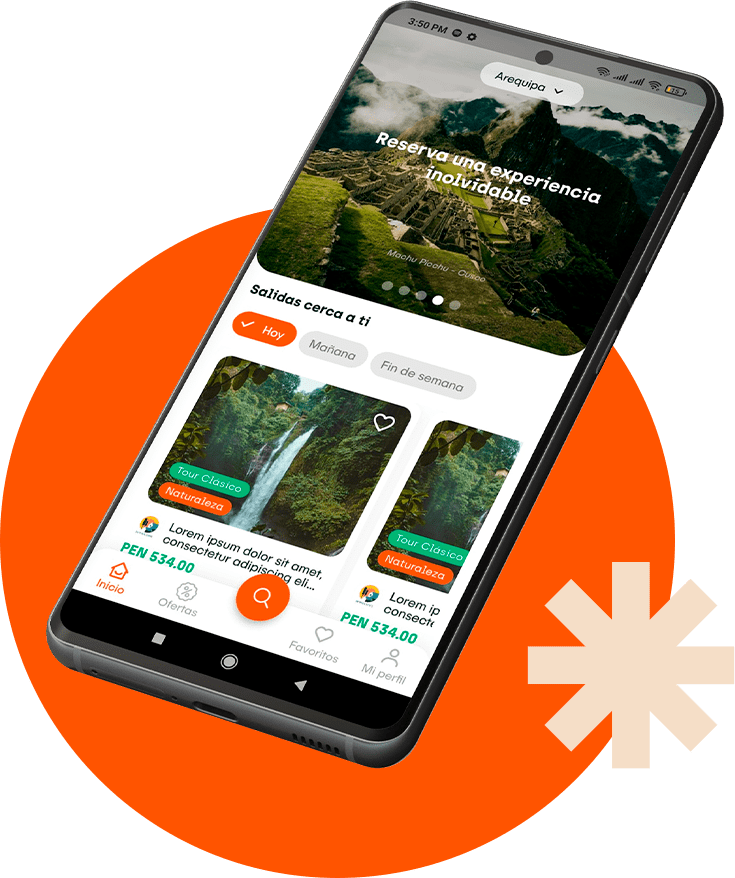 3:50 PM
15
Arequipa
Reserva una experiencia
inolvidable
Machu Picchu - Cusco
Salidas cerca a ti
Hoy
Mañana
Fin de semana
Tour Clasico
Naturaleza
Lorem ipsum dolor sit amet,
consectetur adipiscing eli...
PEN 534.00
Tour Clasico
Naturaleza
Lorem ip
consecte
PEN 534.00
Inicio
Ofertas
Favoritos
Mi perfil